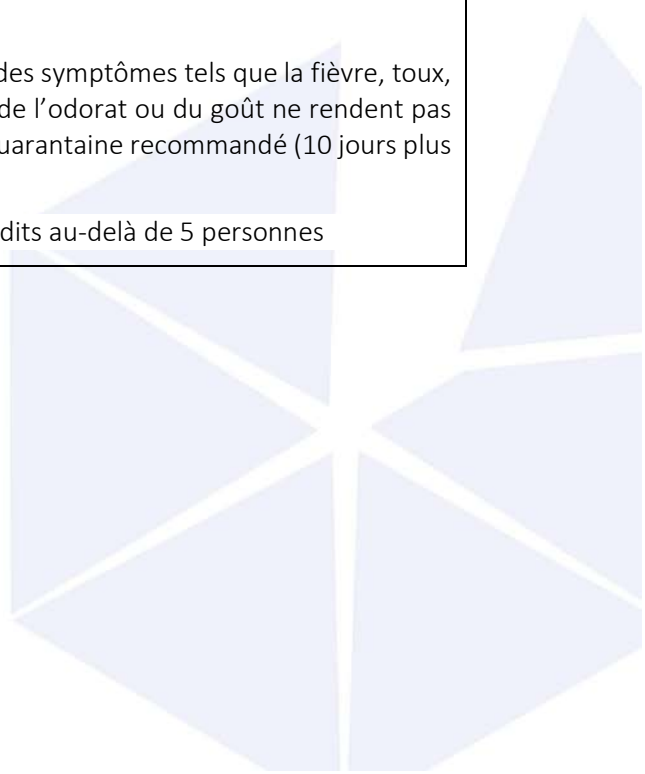 des symptômes tels que la fièvre, toux,
de l’odorat ou du goût ne rendent pas
uarantaine recommandé (10 jours plus
dits au-delà de 5 personnes